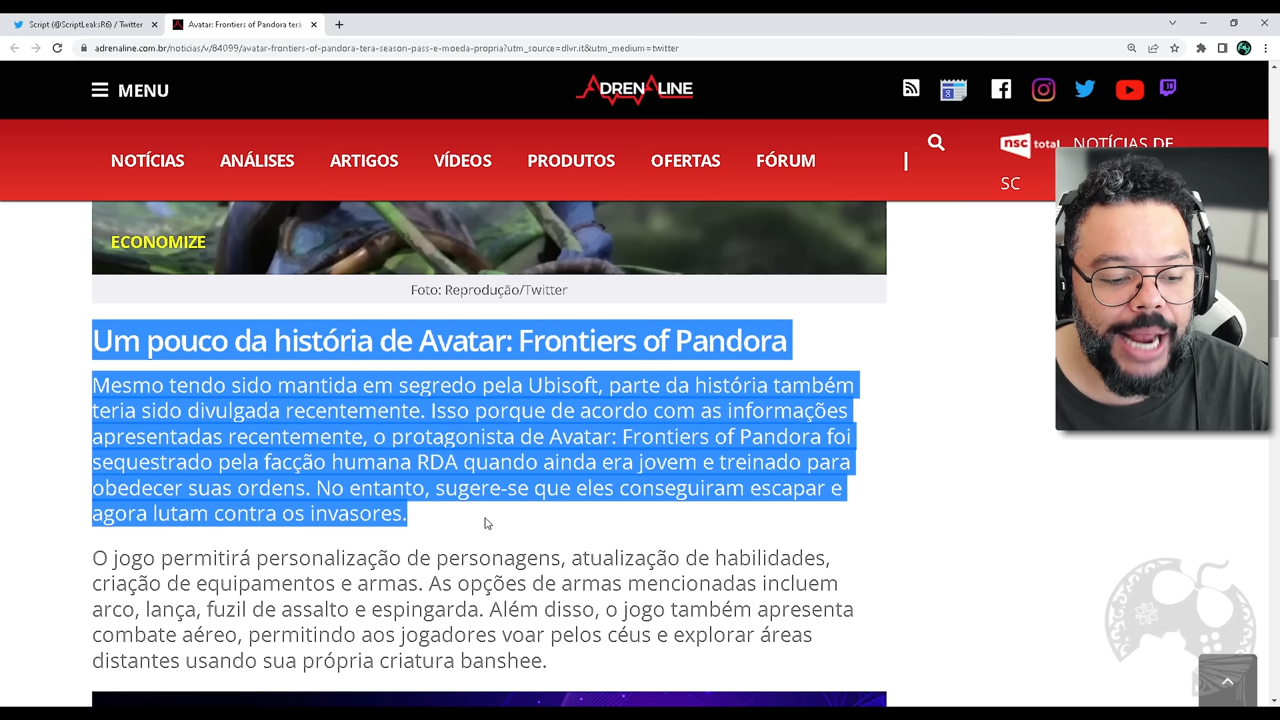 Script (@ScriptLeaksR6) / Twitter
Avatar: Frontiers of Pandora terá
adrenaline.com.br/noticias/v/84099/avatar-frontiers-of-pandora-tera-season-pass-e-moeda-propria?utm_source=dlvr.it&utm_medium=twitter
MENU
ADRENALINE
NOTÍCIAS
ANÁLISES
ARTIGOS
VÍDEOS
PRODUTOS
OFERTAS
FÓRUM
|
nsc total
NOTÍCIAS DE
SC
ECONOMIZE
Foto: Reprodução/Twitter
Um pouco da história de Avatar: Frontiers of Pandora
Mesmo tendo sido mantida em segredo pela Ubisoft, parte da história também
teria sido divulgada recentemente. Isso porque de acordo com as informações
apresentadas recentemente, o protagonista de Avatar: Frontiers of Pandora foi
sequestrado pela facção humana RDA quando ainda era jovem e treinado para
obedecer suas ordens. No entanto, sugere-se que eles conseguiram escapar e
agora lutam contra os invasores.
O jogo permitirá personalização de personagens, atualização de habilidades,
criação de equipamentos e armas. As opções de armas mencionadas incluem
arco, lança, fuzil de assalto e espingarda. Além disso, o jogo também apresenta
combate aéreo, permitindo aos jogadores voar pelos céus e explorar áreas
distantes usando sua própria criatura banshee.